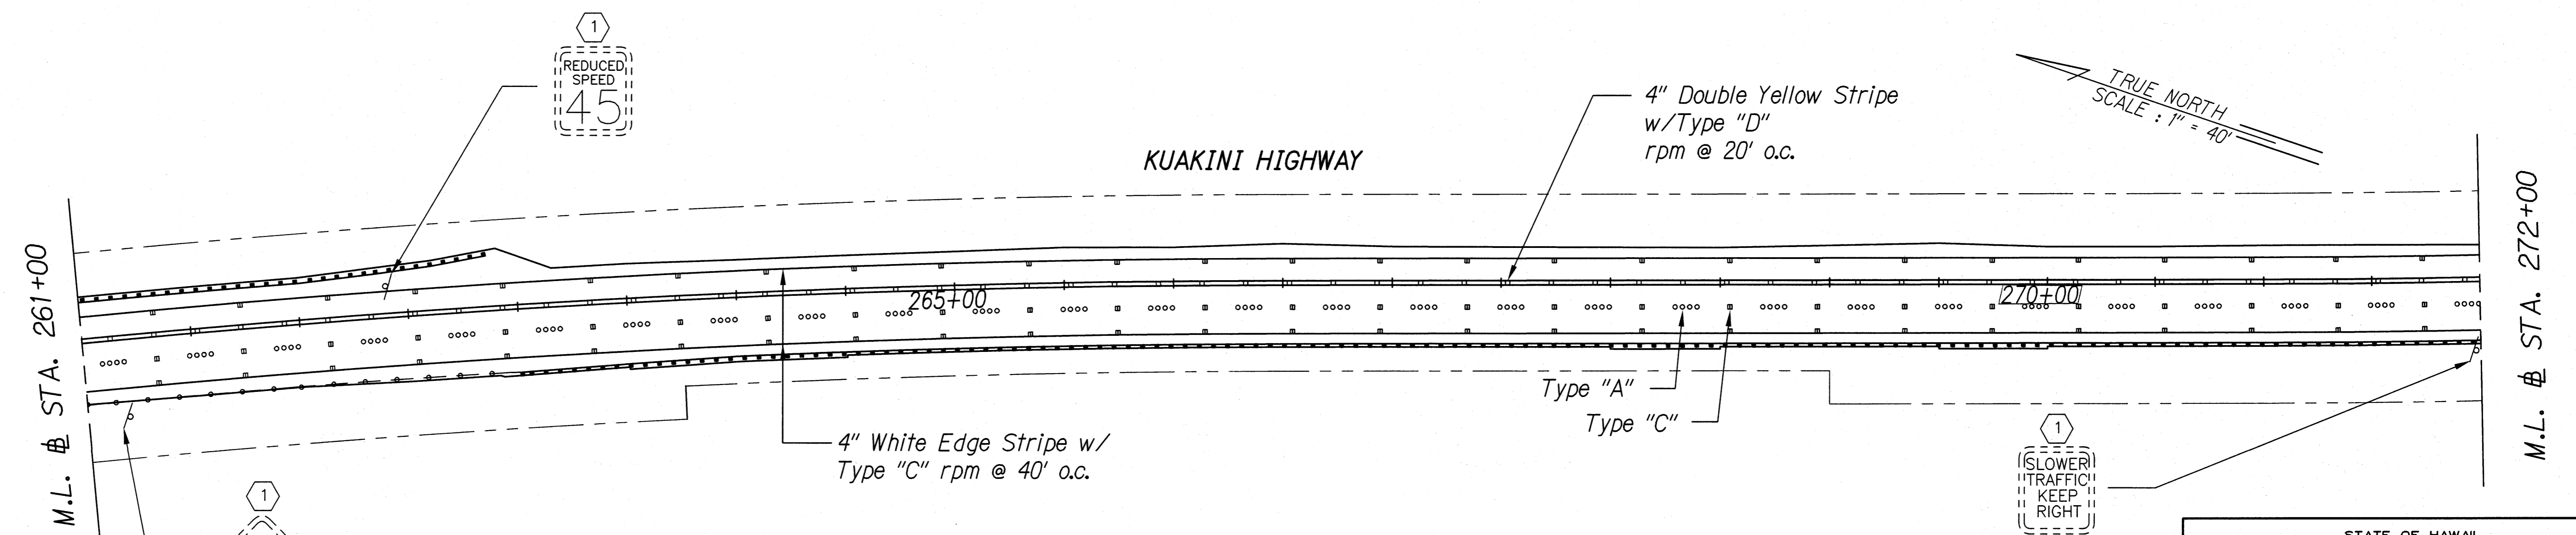 1
REDUCED
SPEED
45
4" Double Yellow Stripe
w/Type "D"
rpm @ 20' o.c.
TRUE NORTH
SCALE : 1" = 40'
KUAKINI HIGHWAY
M.L. ℄ STA. 261+00
265+00
270+00
M.L. ℄ STA. 272+00
Type "A"
Type "C"
4" White Edge Stripe w/
Type "C" rpm @ 40' o.c.
1
1
SLOWER
TRAFFIC
KEEP
RIGHT
STATE OF HAWAII